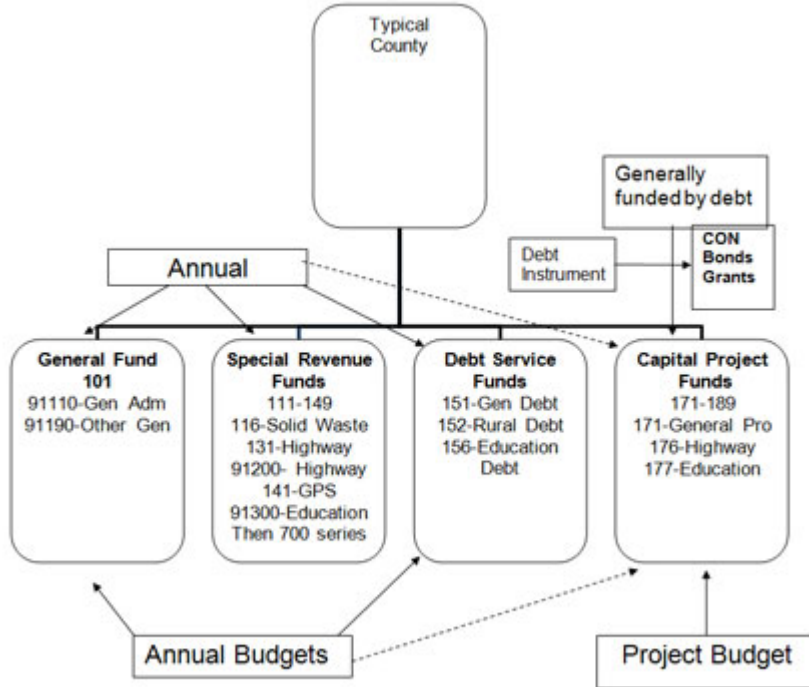 Typical
County
Generally
funded by debt
CON
Bonds
Grants
Debt
Instrument
Annual
General Fund
101
91110-Gen Adm
91190-Other Gen
Special Revenue
Funds
111-149
116-Solid Waste
131-Highway
91200- Highway
141-GPS
91300-Education
Then 700 series
Debt Service
Funds
151-Gen Debt
152-Rural Debt
156-Education
Debt
Capital Project
Funds
171-189
171-General Pro
176-Highway
177-Education
Annual Budgets
Project Budget